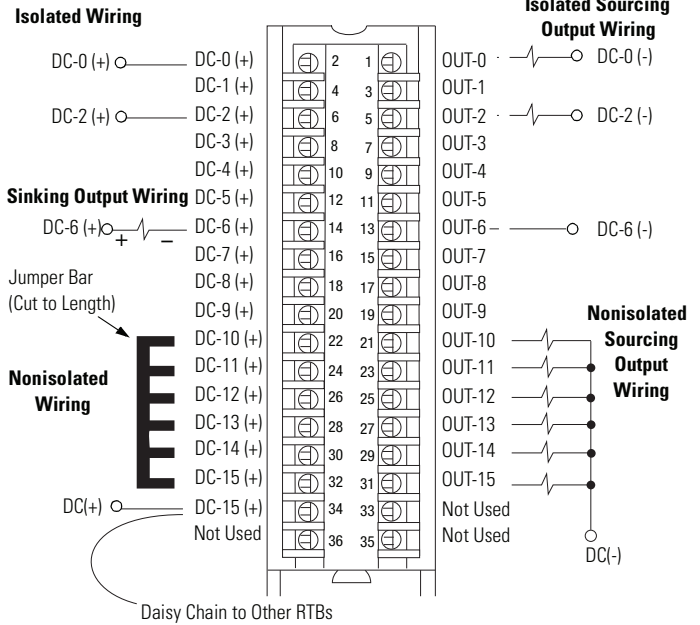 Isolated Wiring
Isolated Sourcing
Output Wiring
DC-0 (+) DC-0 (+) 2 1 OUT-0 DC-0 (-)
DC-1 (+) 4 3 OUT-1
DC-2 (+) DC-2 (+) 6 5 OUT-2 DC-2 (-)
DC-3 (+) 8 7 OUT-3
DC-4 (+) 10 9 OUT-4
Sinking Output Wiring DC-5 (+) 12 11 OUT-5
DC-6 (+) + – DC-6 (+) 14 13 OUT-6 DC-6 (-)
DC-7 (+) 16 15 OUT-7
Jumper Bar
(Cut to Length)
DC-8 (+) 18 17 OUT-8
DC-9 (+) 20 19 OUT-9
Nonisolated
Sourcing
Output
Wiring
DC-10 (+) 22 21 OUT-10
DC-11 (+) 24 23 OUT-11
Nonisolated
Wiring
DC-12 (+) 26 25 OUT-12
DC-13 (+) 28 27 OUT-13
DC-14 (+) 30 29 OUT-14
DC-15 (+) 32 31 OUT-15
DC(+) DC-15 (+) 34 33 Not Used
Not Used 36 35 Not Used
DC(-)
Daisy Chain to Other RTBs